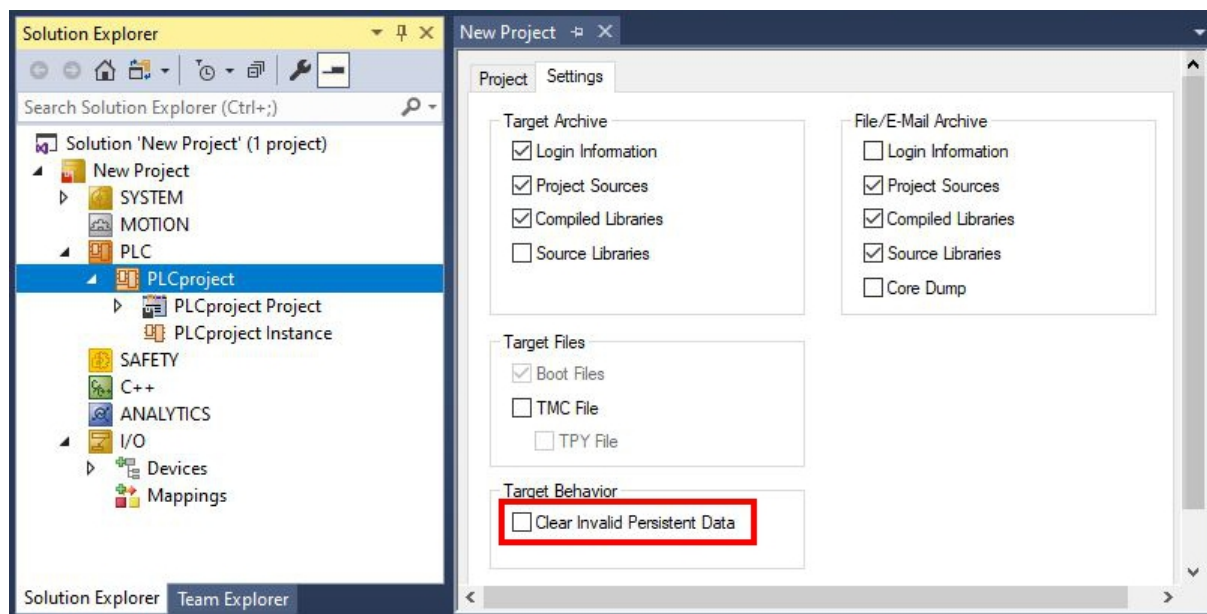 Solution Explorer
Search Solution Explorer (Ctrl+;)
Solution 'New Project' (1 project)
New Project
SYSTEM
MOTION
PLC
PLCproject
PLCproject Project
PLCproject Instance
SAFETY
C++
ANALYTICS
I/O
Devices
Mappings
Solution Explorer Team Explorer
New Project
Project Settings
Target Archive
Login Information
Project Sources
Compiled Libraries
Source Libraries
File/E-Mail Archive
Login Information
Project Sources
Compiled Libraries
Source Libraries
Core Dump
Target Files
Boot Files
TMC File
TPY File
Target Behavior
Clear Invalid Persistent Data